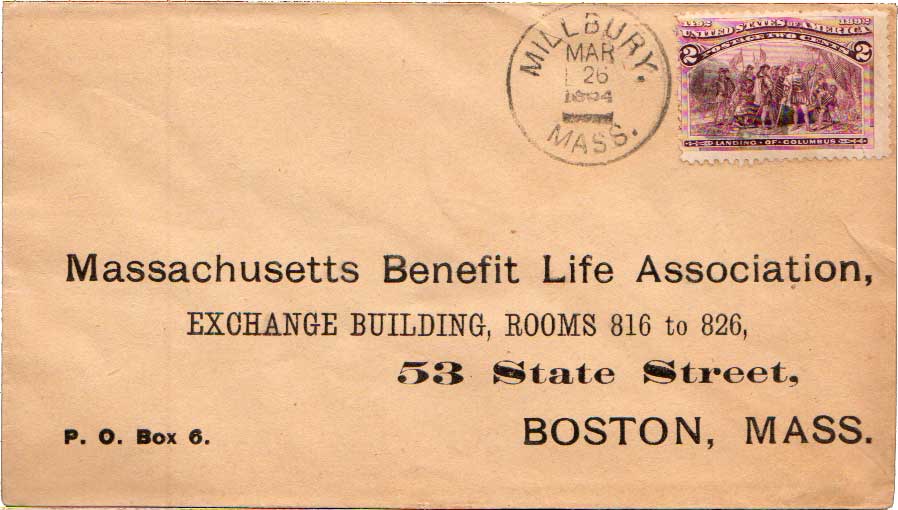 MILLBURY.
MAR
26
1894
MASS.
1492 1892
UNITED STATES OF AMERICA
2 POSTAGE TWO CENTS 2
LANDING · OF · COLUMBUS
Massachusetts Benefit Life Association,
EXCHANGE BUILDING, ROOMS 816 to 826,
53 State Street,
P. O. Box 6.
BOSTON, MASS.